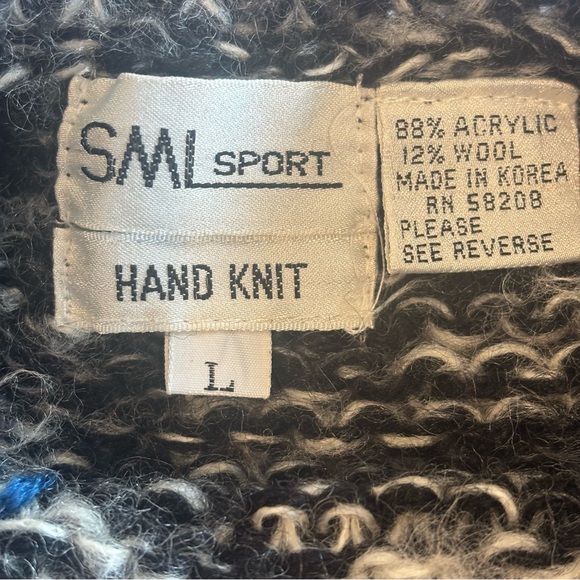 SML SPORT
HAND KNIT
L
88% ACRYLIC
12% WOOL
MADE IN KOREA
RN 58208
PLEASE
SEE REVERSE